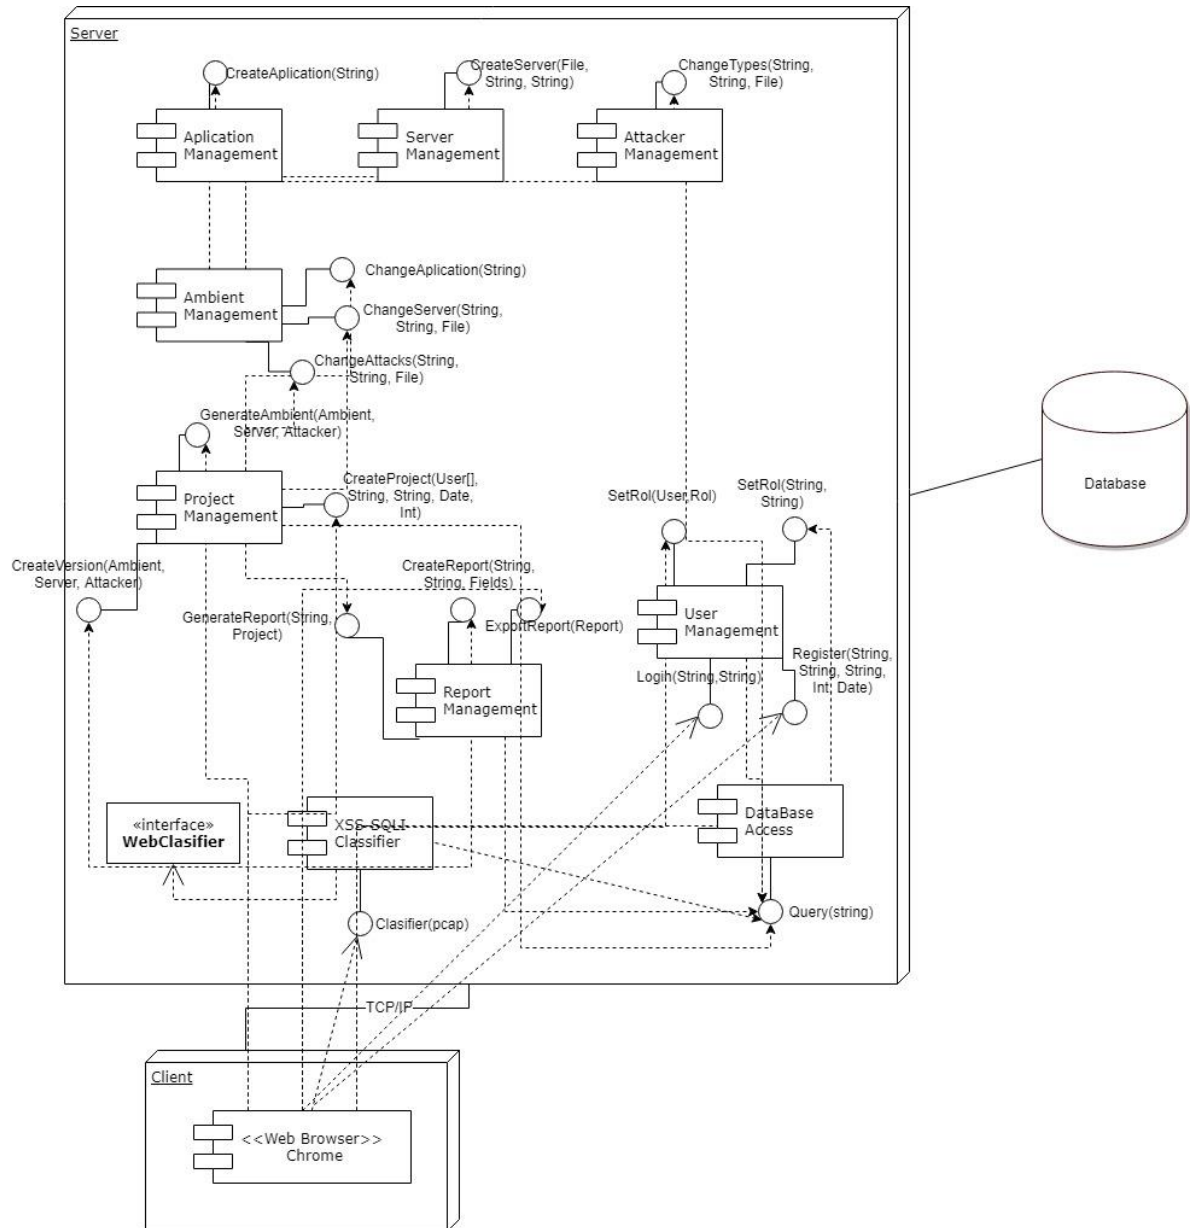 Server
CreateAplication(String)
CreateServer(File,
String, String)
ChangeTypes(String,
String, File)
Aplication
Management
Server
Management
Attacker
Management
ChangeAplication(String)
Ambient
Management
ChangeServer(String,
String, File)
ChangeAttacks(String,
String, File)
GenerateAmbient(Ambient,
Server, Attacker)
Project
Management
CreateProject(User[],
String, String, Date,
Int)
SetRol(User,Rol)
SetRol(String,
String)
Database
CreateVersion(Ambient,
Server, Attacker)
CreateReport(String,
String, Fields)
GenerateReport(String,
Project)
ExportReport(Report)
User
Management
Login(String,String)
Register(String,
String, String,
Int, Date)
Report
Management
«interface»
WebClasifier
XSS-SQLI
Classifier
DataBase
Access
Clasifier(pcap)
Query(string)
TCP/IP
Client
<<Web Browser>>
Chrome